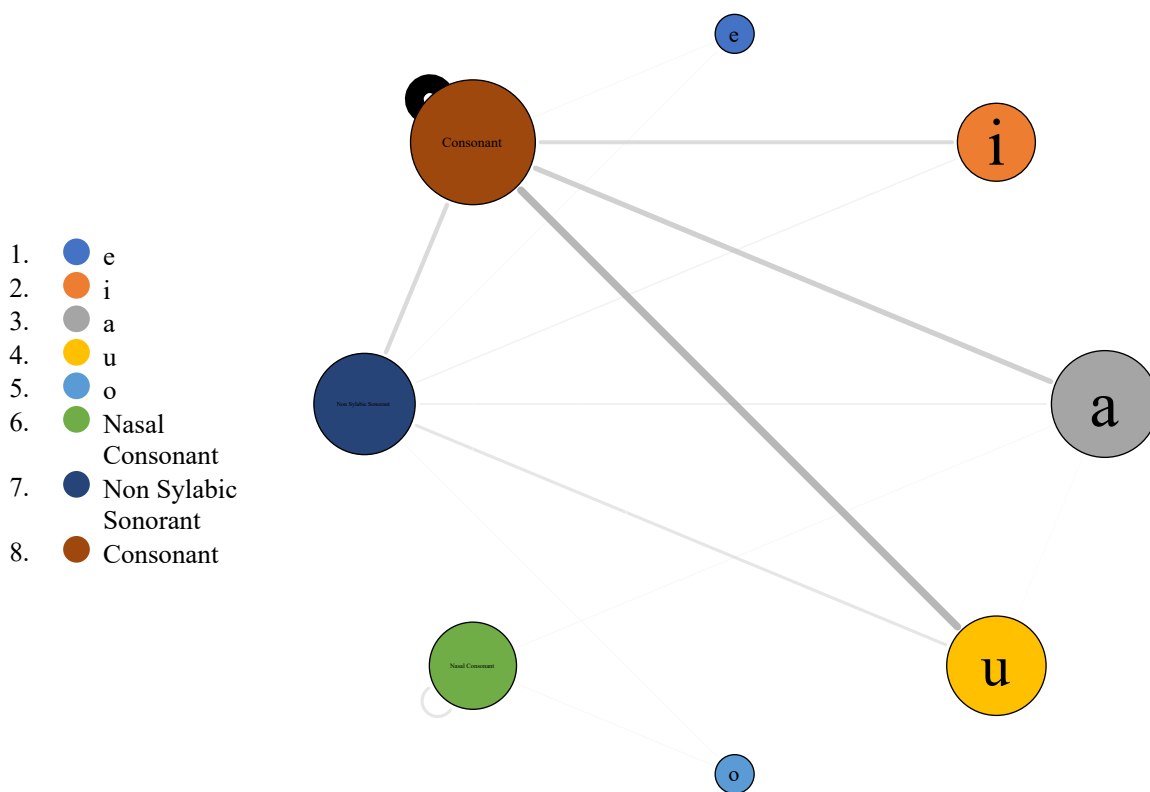 e
Consonant
i
1. e
2. i
3. a
4. u
5. o
6. Nasal
Consonant
7. Non Sylabic
Sonorant
8. Consonant
Non Sylabic Sonorant
a
Nasal Consonant
u
o